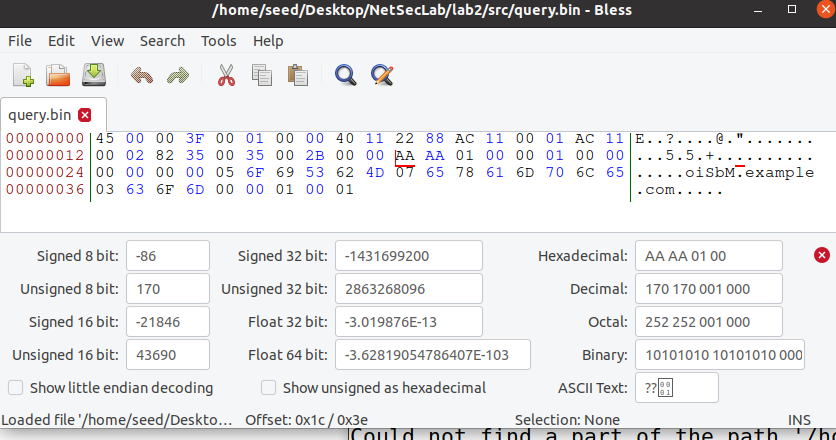 /home/seed/Desktop/NetSecLab/lab2/src/query.bin - Bless
File Edit View Search Tools Help
query.bin
00000000 45 00 00 3F 00 01 00 00 40 11 22 88 AC 11 00 01 AC 11 E..?....@.".......
00000012 00 02 82 35 00 35 00 2B 00 00 AA AA 01 00 00 01 00 00 ...5.5.+..........
00000024 00 00 00 00 05 6F 69 53 62 4D 07 65 78 61 6D 70 6C 65 .....oiSbM.example
00000036 03 63 6F 6D 00 00 01 00 01 .com.....
Signed 8 bit: -86 Signed 32 bit: -1431699200 Hexadecimal: AA AA 01 00
Unsigned 8 bit: 170 Unsigned 32 bit: 2863268096 Decimal: 170 170 001 000
Signed 16 bit: -21846 Float 32 bit: -3.019876E-13 Octal: 252 252 001 000
Unsigned 16 bit: 43690 Float 64 bit: -3.62819054786407E-103 Binary: 10101010 10101010 000
Show little endian decoding Show unsigned as hexadecimal ASCII Text: ??
Loaded file '/home/seed/Deskto... Offset: 0x1c / 0x3e Selection: None INS
Could not find a part of the path '/ho